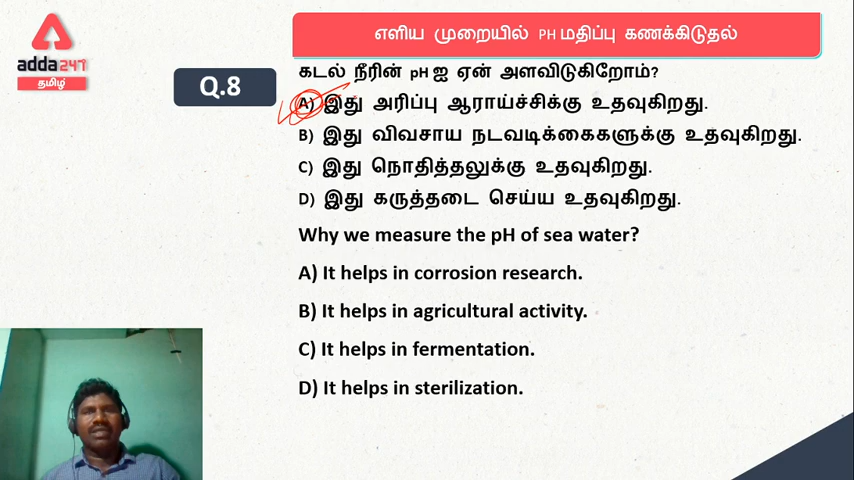 எளிய முறையில் PH மதிப்பு கணக்கிடுதல்
adda247
தமிழ்
Q.8
கடல் நீரின் pH ஐ ஏன் அளவிடுகிறோம்?
A) இது அரிப்பு ஆராய்ச்சிக்கு உதவுகிறது.
B) இது விவசாய நடவடிக்கைகளுக்கு உதவுகிறது.
C) இது நொதித்தலுக்கு உதவுகிறது.
D) இது கருத்தடை செய்ய உதவுகிறது.
Why we measure the pH of sea water?
A) It helps in corrosion research.
B) It helps in agricultural activity.
C) It helps in fermentation.
D) It helps in sterilization.